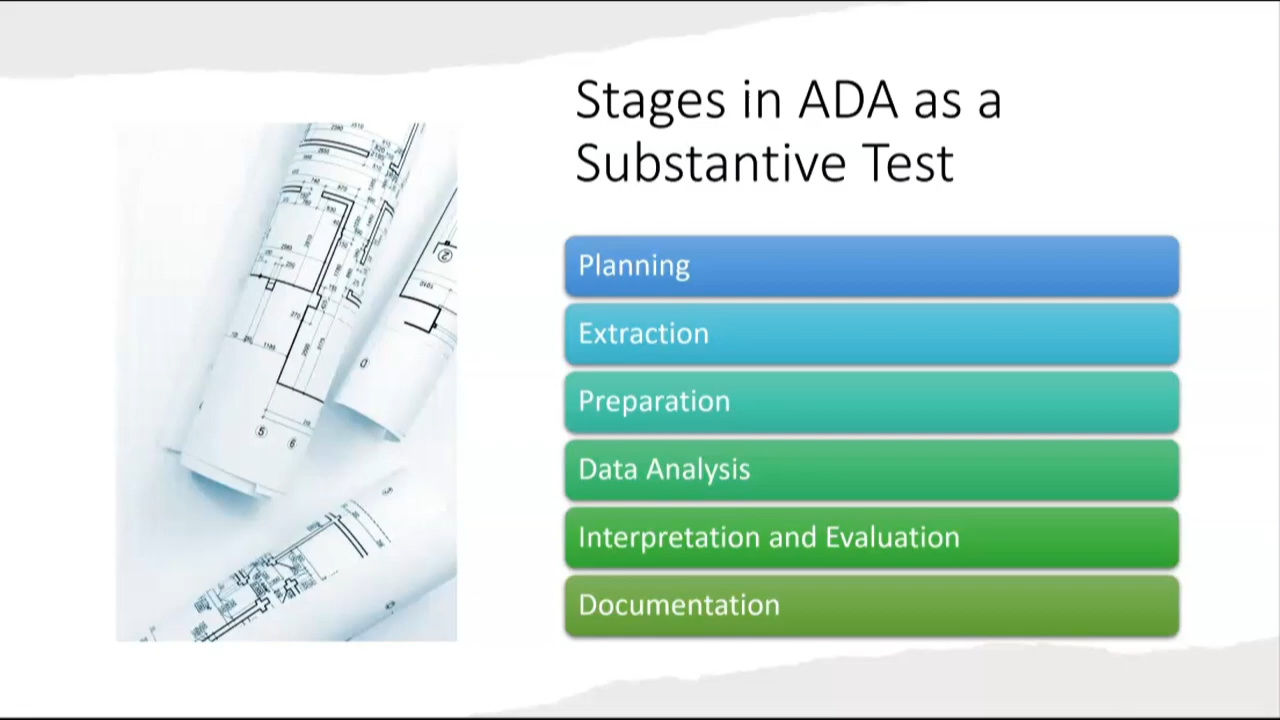 Stages in ADA as a
Substantive Test
Planning
Extraction
Preparation
Data Analysis
Interpretation and Evaluation
Documentation